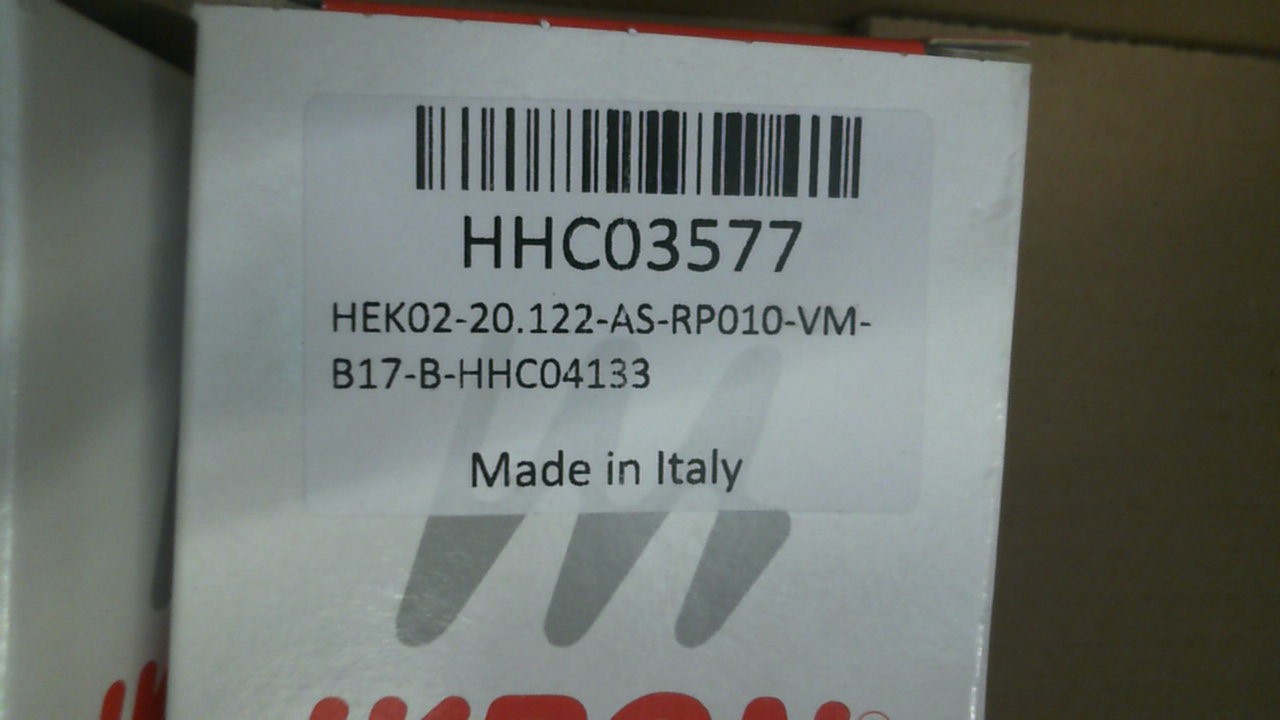 HHC03577
HEK02-20.122-AS-RP010-VM-
B17-B-HHC04133
Made in Italy